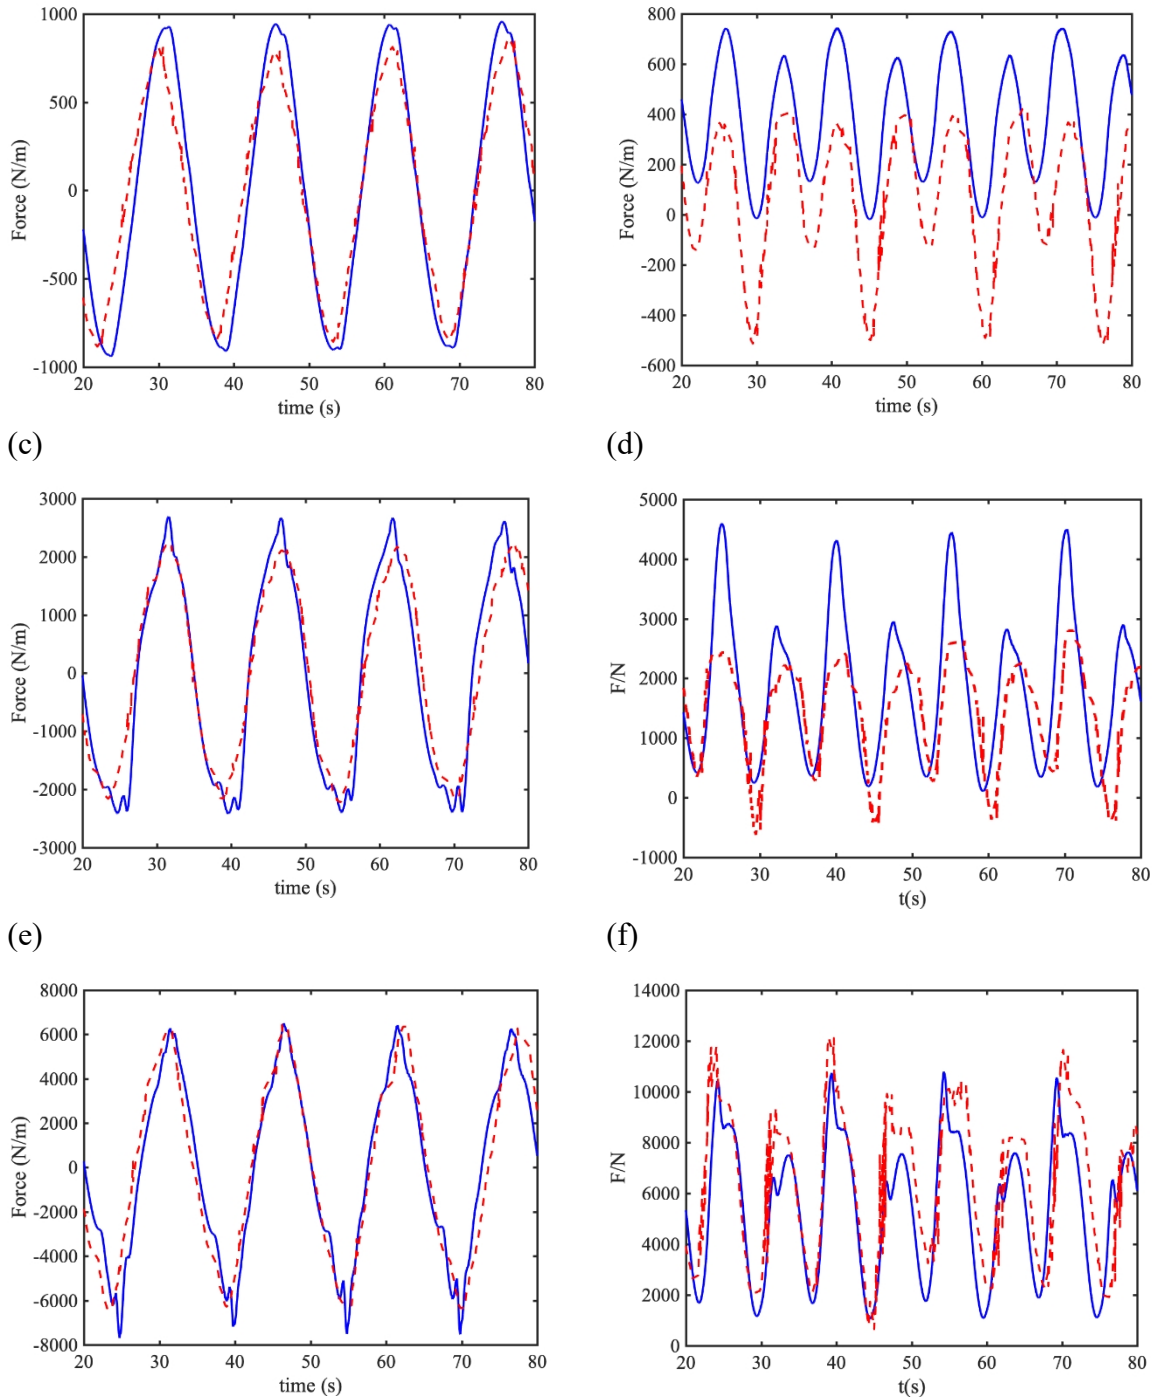 1000
500
0
-500
-1000
Force (N/m)
20 30 40 50 60 70 80
time (s)
800
600
400
200
0
-200
-400
-600
Force (N/m)
20 30 40 50 60 70 80
time (s)
(c)
(d)
3000
2000
1000
0
-1000
-2000
-3000
Force (N/m)
20 30 40 50 60 70 80
time (s)
5000
4000
3000
2000
1000
0
-1000
F/N
20 30 40 50 60 70 80
t(s)
(e)
(f)
8000
6000
4000
2000
0
-2000
-4000
-6000
-8000
Force (N/m)
20 30 40 50 60 70 80
time (s)
14000
12000
10000
8000
6000
4000
2000
0
F/N
20 30 40 50 60 70 80
t(s)